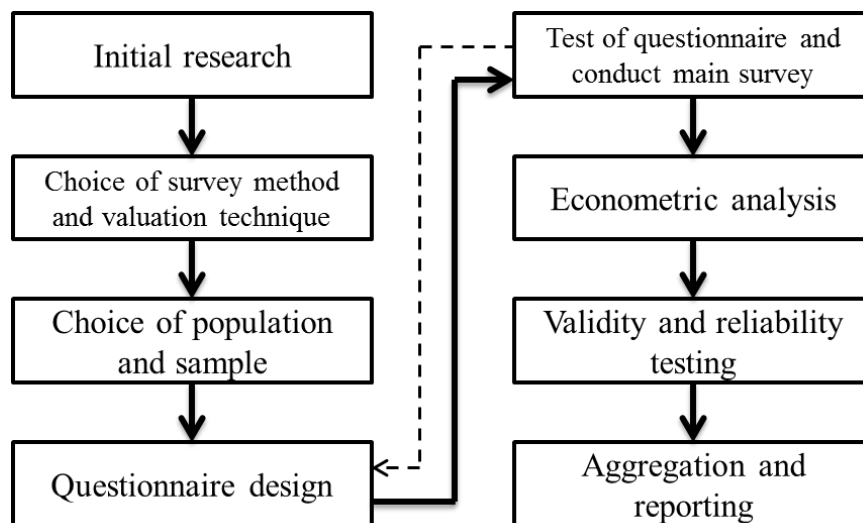 Initial research
Choice of survey method
and valuation technique
Choice of population
and sample
Questionnaire design
Test of questionnaire and
conduct main survey
Econometric analysis
Validity and reliability
testing
Aggregation and
reporting